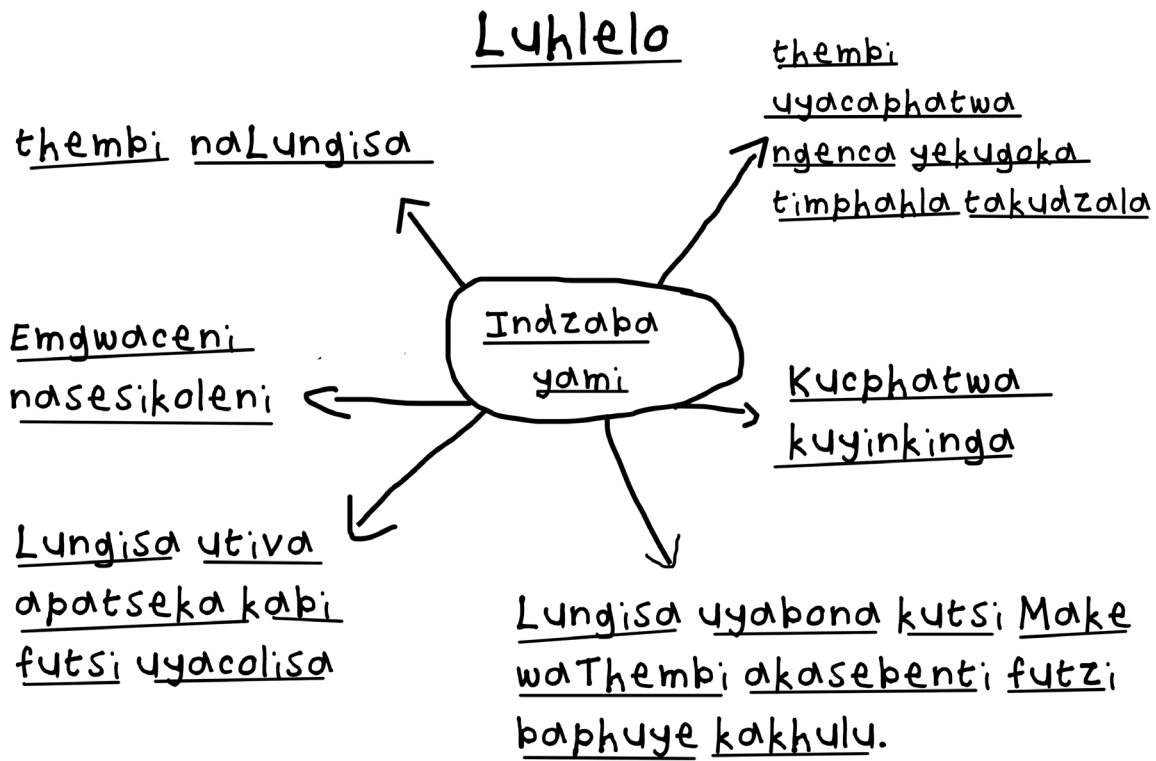 Luhlelo
thembi naLungisa
thembi
uyacaphatwa
ngenca yekugoka
timphahla takudzala
Indzaba
yami
Emgwaceni
nasesikoleni
Kucphatwa
kuyinkinga
Lungisa utiva
apatseka kabi
futsi uyacolisa
Lungisa uyabona kutsi Make
waThembi akasebenti futzi
baphuye kakhulu.